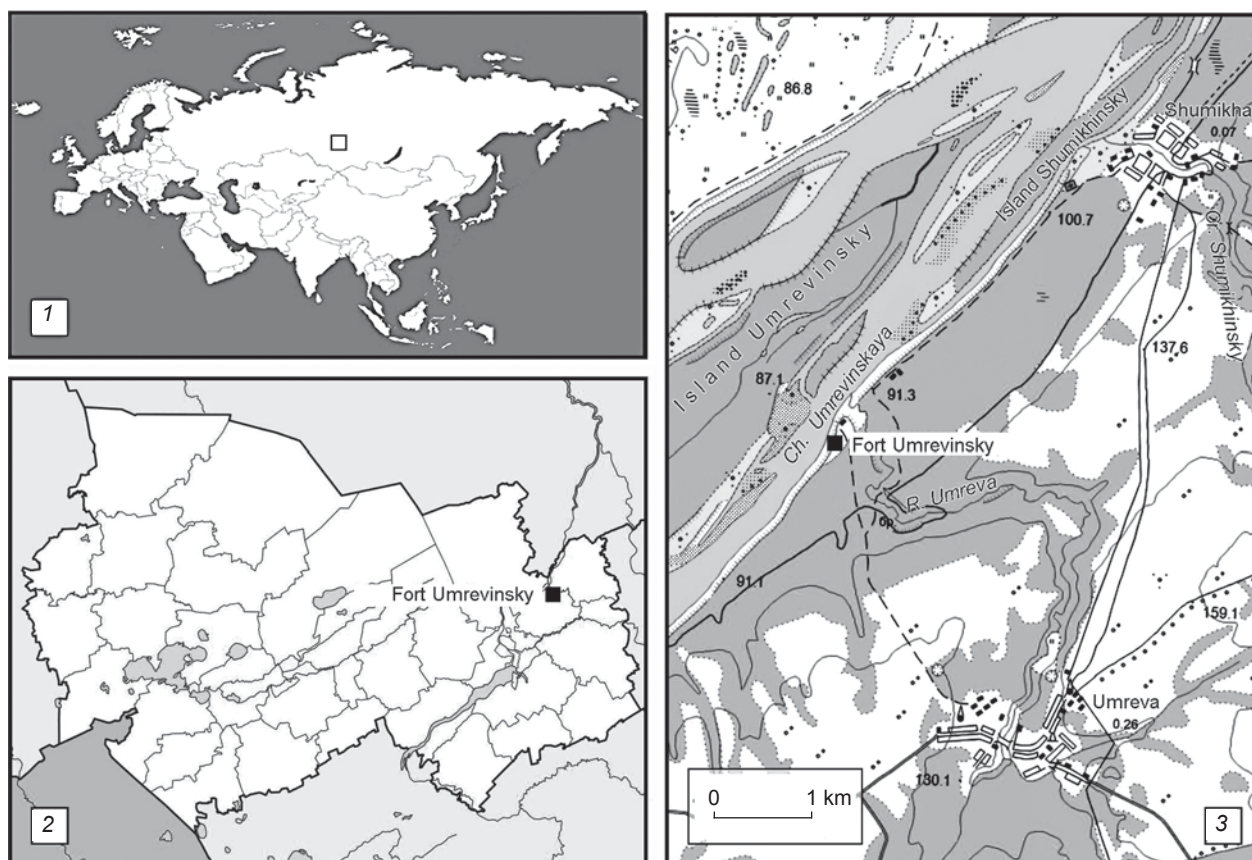 1
Fort Umrevinsky
2
86.8
Shumikha
0.07
Island Shumikhinsky
100.7
Or. Shumikhinsky
Island Umrevinsky
137.6
87.1
Ch. Umrevinskaya
91.3
Fort Umrevinsky
R. Umreva
op.
91.1
159.1
Umreva
0.26
130.1
0 1 km
3